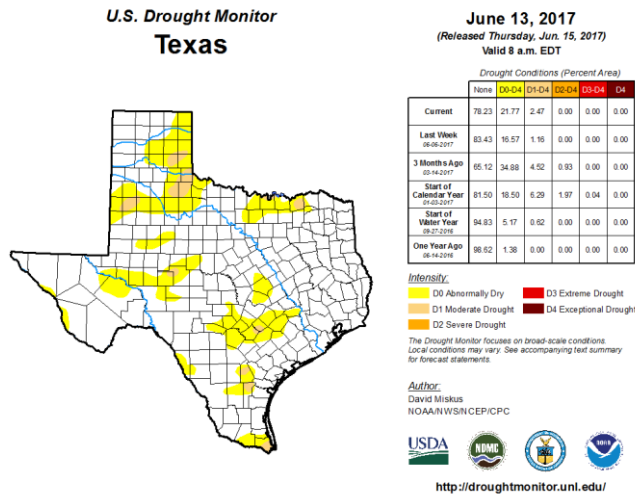 U.S. Drought Monitor
Texas
June 13, 2017
(Released Thursday, Jun. 15, 2017)
Valid 8 a.m. EDT
Drought Conditions (Percent Area)
None D0-D4 D1-D4 D2-D4 D3-D4 D4
Current 78.23 21.77 2.47 0.00 0.00 0.00
Last Week 83.43 16.57 1.16 0.00 0.00 0.00
06-06-2017
3 Months Ago 65.12 34.88 4.52 0.93 0.00 0.00
03-14-2017
Start of
Calendar Year 81.50 18.50 6.29 1.97 0.04 0.00
01-03-2017
Start of
Water Year 94.83 5.17 0.62 0.00 0.00 0.00
09-27-2016
One Year Ago 98.62 1.38 0.00 0.00 0.00 0.00
06-14-2016
Intensity:
D0 Abnormally Dry D3 Extreme Drought
D1 Moderate Drought D4 Exceptional Drought
D2 Severe Drought
The Drought Monitor focuses on broad-scale conditions.
Local conditions may vary. See accompanying text summary
for forecast statements.
Author:
David Miskus
NOAA/NWS/NCEP/CPC
USDA NDMC NOAA
http://droughtmonitor.unl.edu/